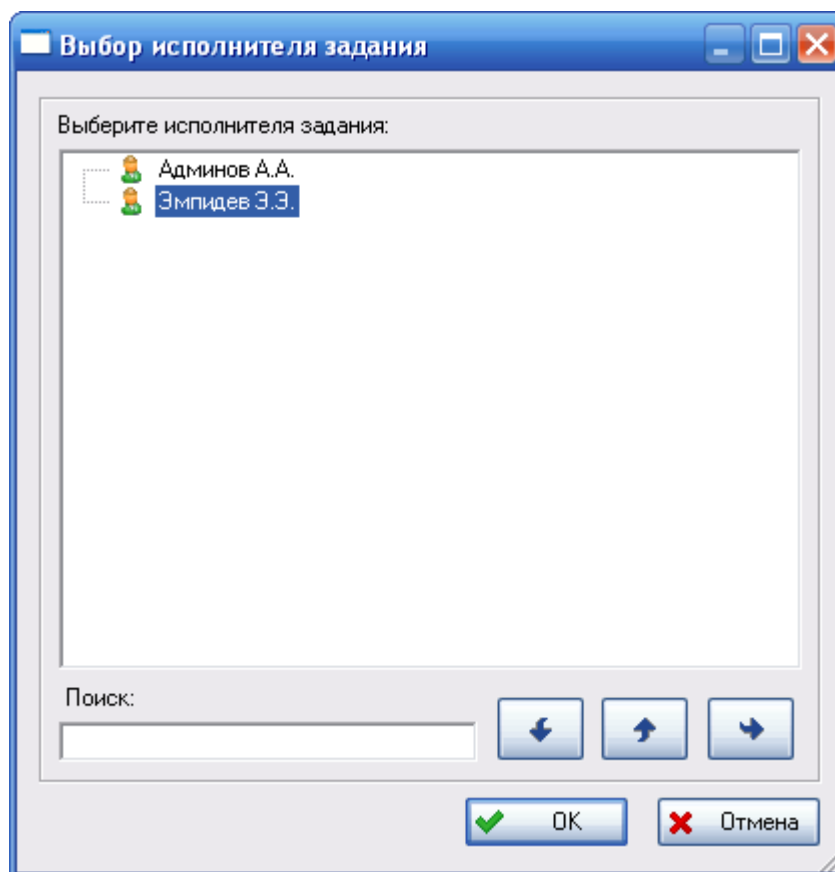 Выбор исполнителя задания
Выберите исполнителя задания:
Админов А.А.
Эмпидев Э.Э.
Поиск:
OK
Отмена